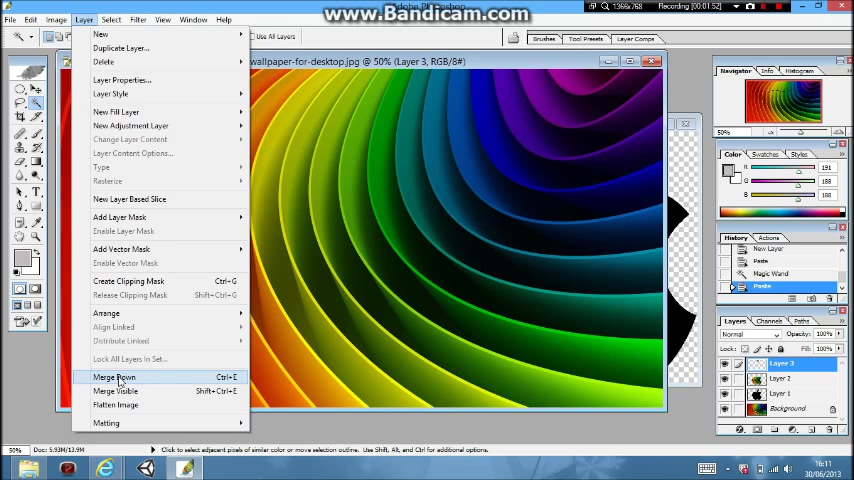 www.Bandicam.com
1366x768 Recording [00:01:52]
File Edit Image Layer Select Filter View Window Help
Use All Layers
Brushes Tool Presets Layer Comps
wallpaper-for-desktop.jpg @ 50% (Layer 3, RGB/8#)
New
Duplicate Layer...
Delete
Layer Properties...
Layer Style
New Fill Layer
New Adjustment Layer
Change Layer Content
Layer Content Options...
Type
Rasterize
New Layer Based Slice
Add Layer Mask
Enable Layer Mask
Add Vector Mask
Enable Vector Mask
Create Clipping Mask Ctrl+G
Release Clipping Mask Shift+Ctrl+G
Arrange
Align Linked
Distribute Linked
Lock All Layers In Set...
Merge Down Ctrl+E
Merge Visible Shift+Ctrl+E
Flatten Image
Matting
Navigator Info Histogram
50%
Color Swatches Styles
R 191
G 188
B 188
History Actions
New Layer
Paste
Magic Wand
Paste
Layers Channels Paths
Normal Opacity: 100%
Lock: Fill: 100%
Layer 3
Layer 2
Layer 1
Background
50% Doc: 5.93M/13.9M Click to select adjacent pixels of similar color or move selection outline. Use Shift, Alt, and Ctrl for additional options.
16:11
30/06/2013